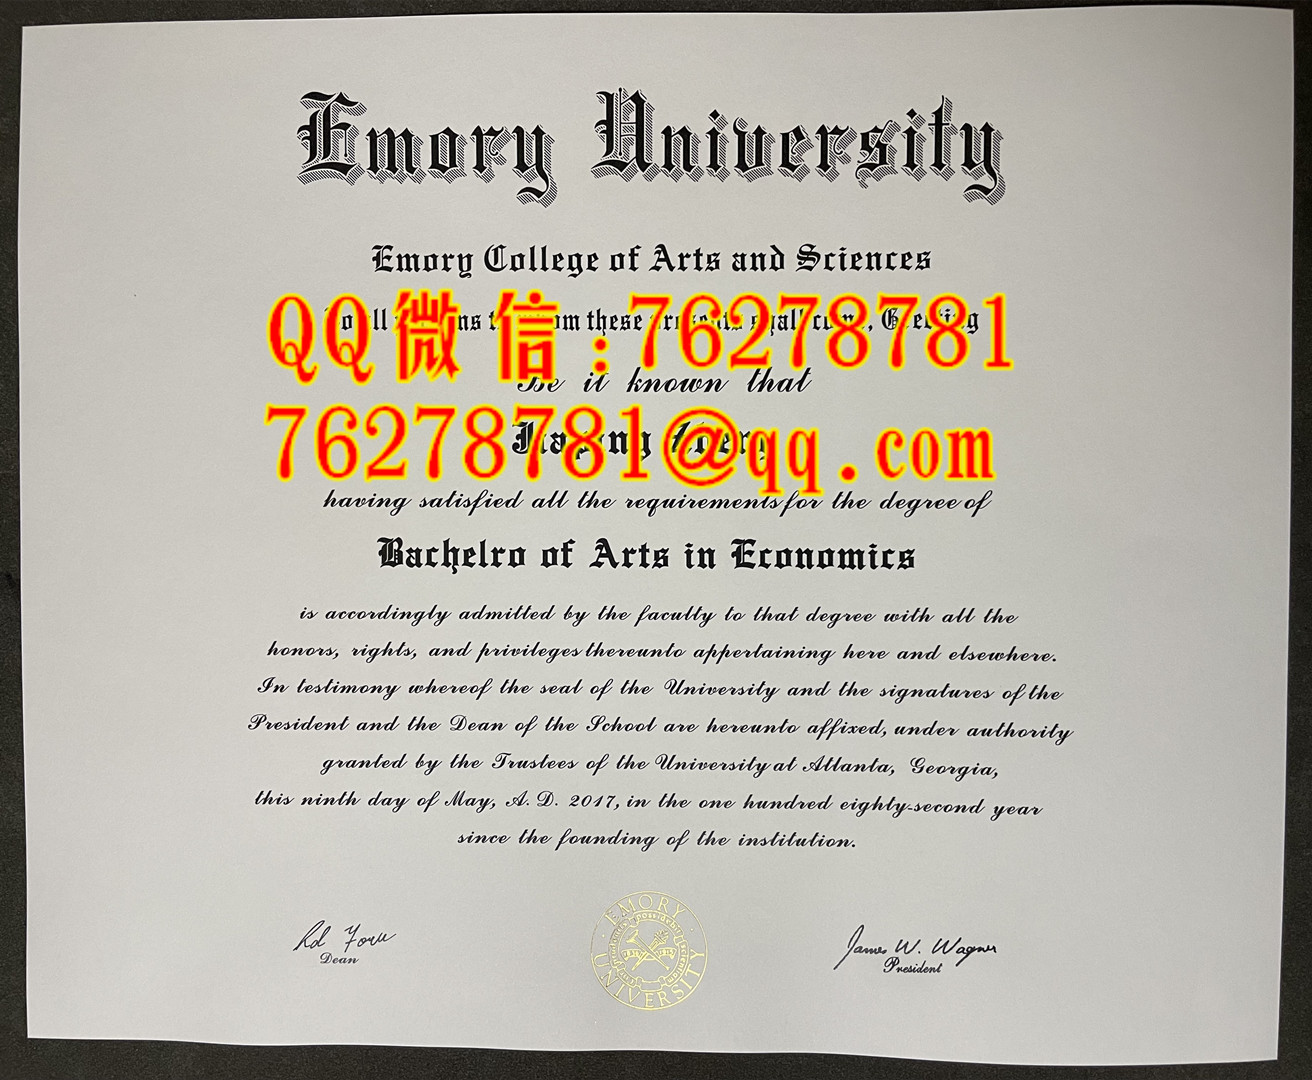 Emory University
Emory College of Arts and Sciences
these shall come, Greeting
QQ微信:76278781
Be it known that
76278781@qq.com
having satisfied all the requirements for the degree of
Bachelro of Arts in Economics
is accordingly admitted by the faculty to that degree with all the
honors, rights, and privileges thereunto appertaining here and elsewhere.
In testimony whereof the seal of the University and the signatures of the
President and the Dean of the School are hereunto affixed, under authority
granted by the Trustees of the University at Atlanta, Georgia,
this ninth day of May, A. D. 2017, in the one hundred eighty-second year
since the founding of the institution.
EMORY
UNIVERSITY
Dean
James W. Wagner
President